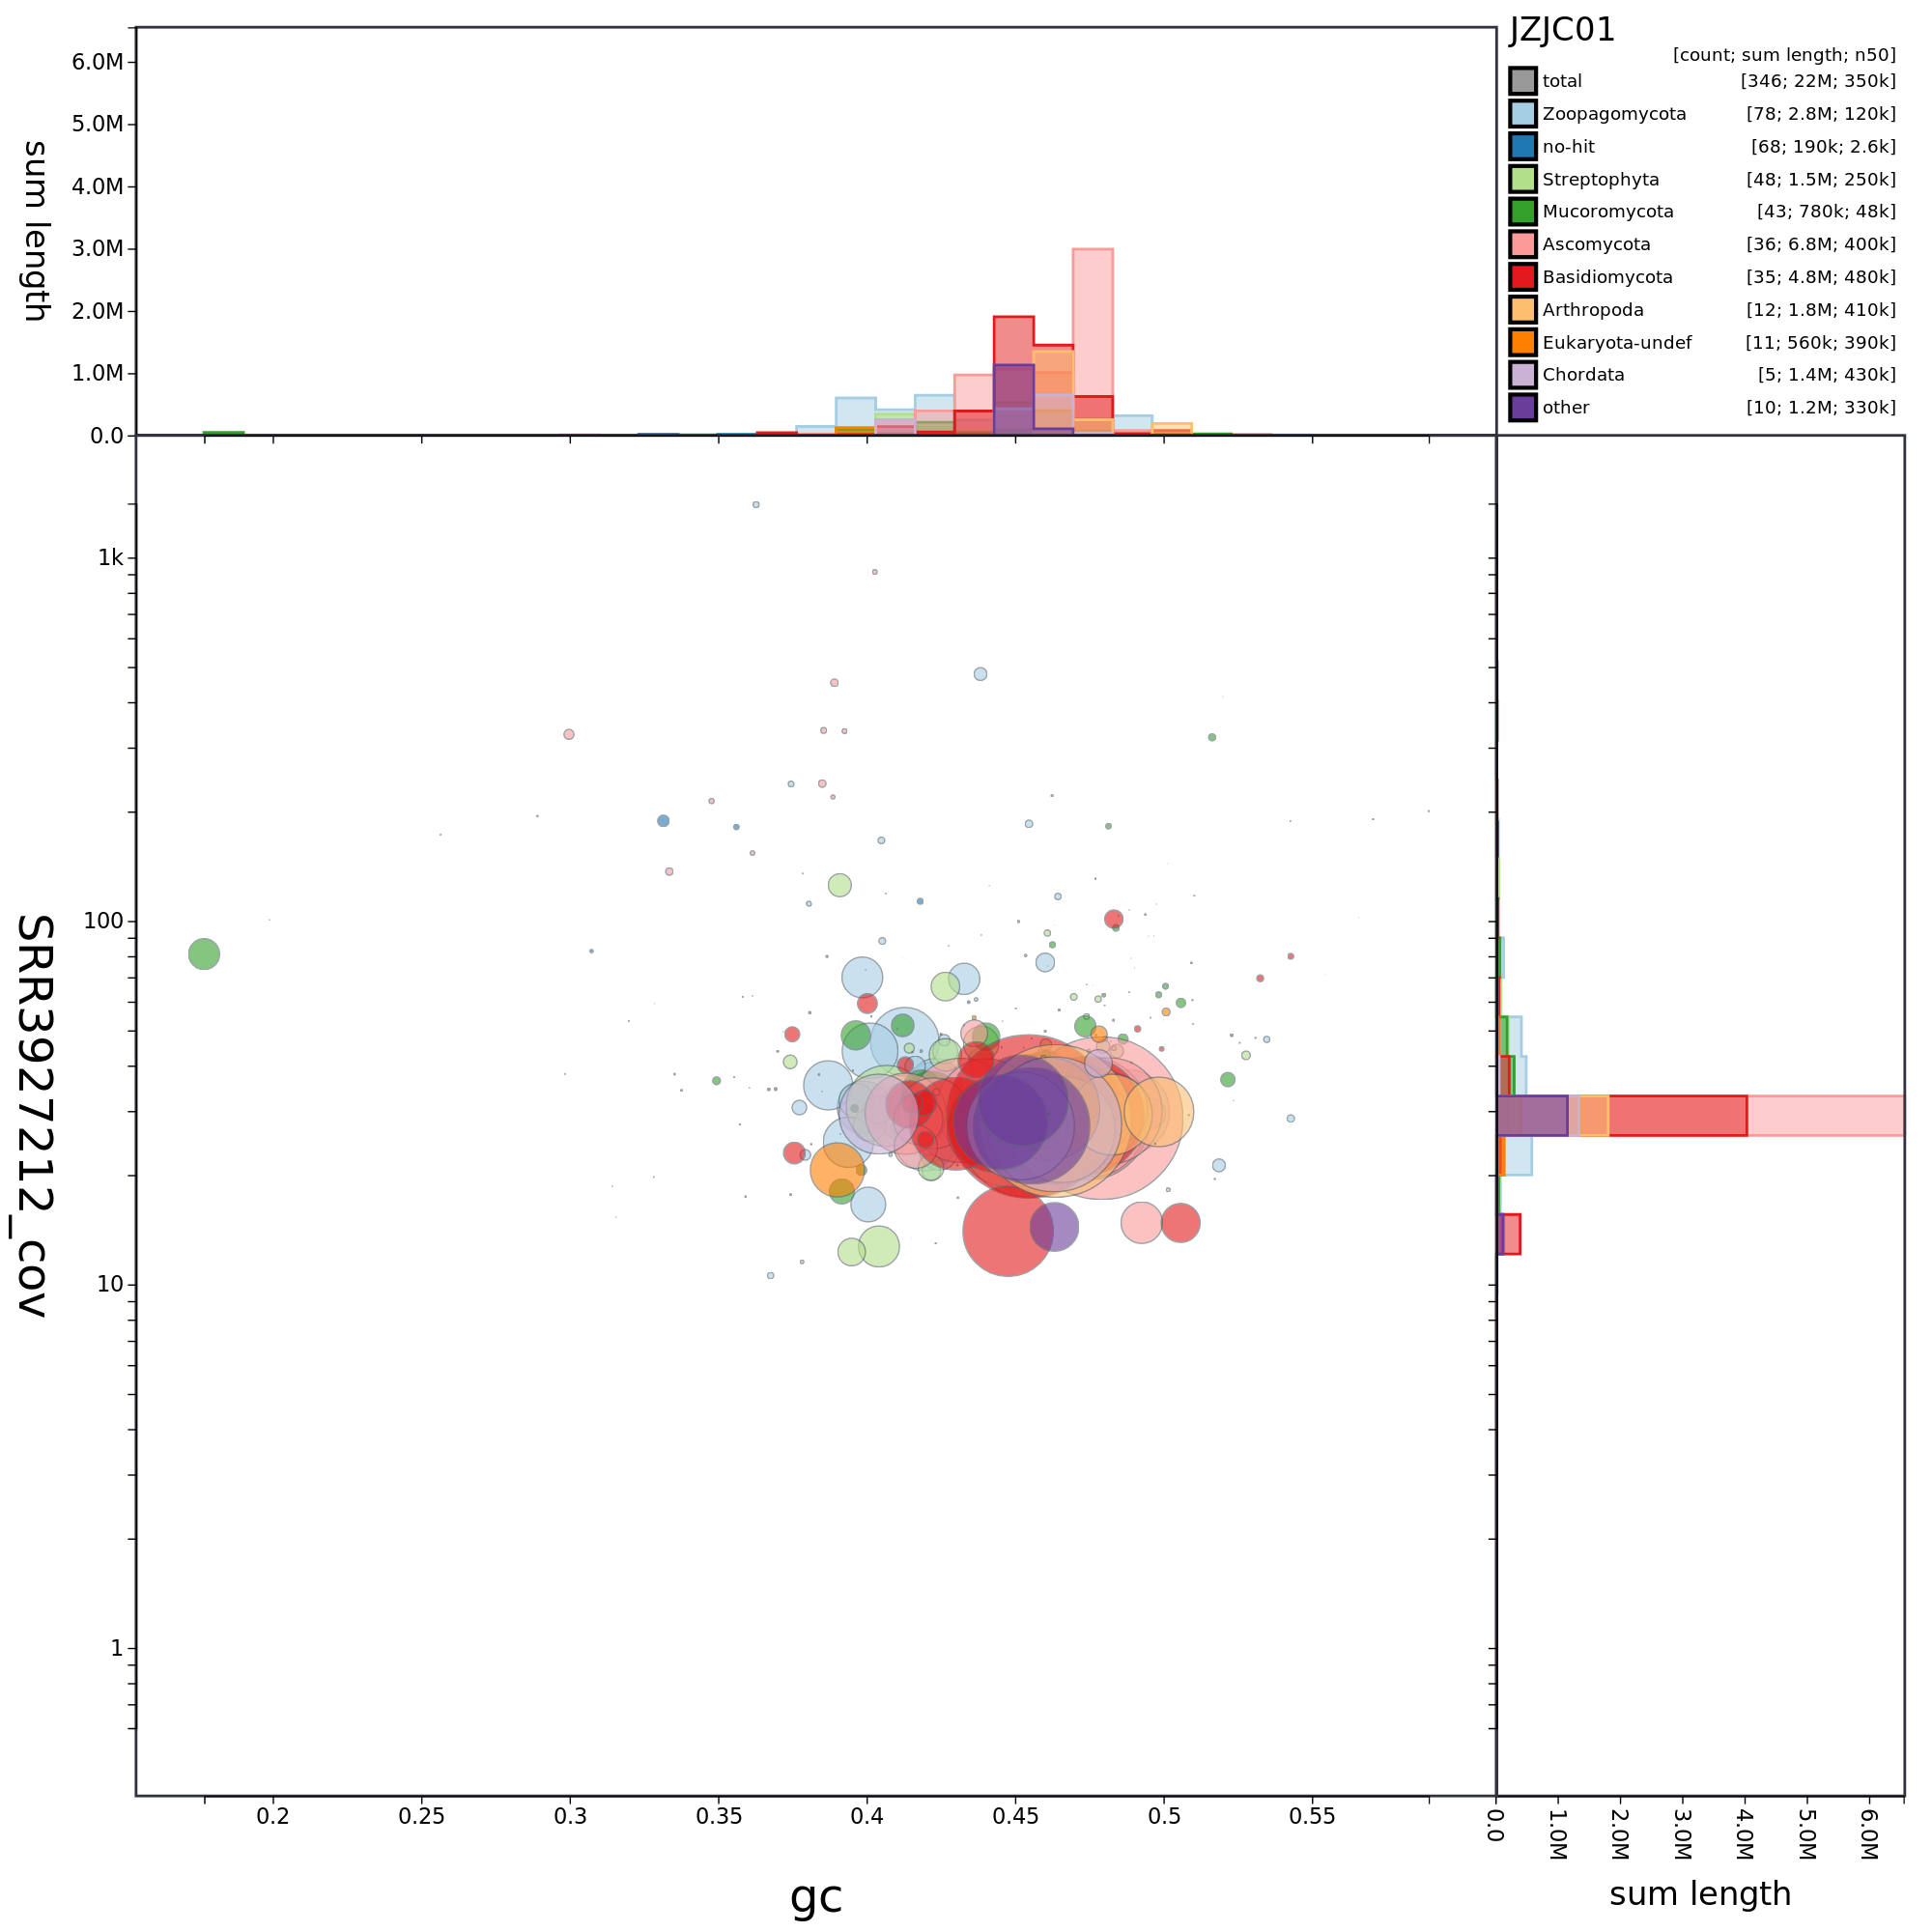 JZJC01
[count; sum length; n50]
total [346; 22M; 350k]
Zoopagomycota [78; 2.8M; 120k]
no-hit [68; 190k; 2.6k]
Streptophyta [48; 1.5M; 250k]
Mucoromycota [43; 780k; 48k]
Ascomycota [36; 6.8M; 400k]
Basidiomycota [35; 4.8M; 480k]
Arthropoda [12; 1.8M; 410k]
Eukaryota-undef [11; 560k; 390k]
Chordata [5; 1.4M; 430k]
other [10; 1.2M; 330k]
sum length
6.0M
5.0M
4.0M
3.0M
2.0M
1.0M
0.0
SRR3927212_cov
1k
100
10
1
0.2 0.25 0.3 0.35 0.4 0.45 0.5 0.55
gc
0.0 1.0M 2.0M 3.0M 4.0M 5.0M 6.0M
sum length